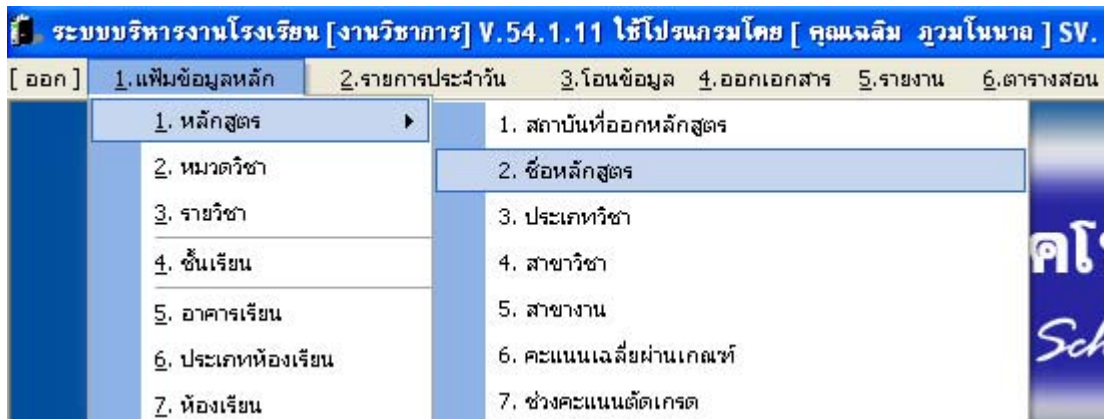 ระบบบริหารงานโรงเรียน [งานวิชาการ] V.54.1.11 ใช้โปรแกรมโดย [ คุณเฉลิม ภูวมโนนาถ ] SV.
[ ออก ] 1.แฟ้มข้อมูลหลัก 2.รายการประจำวัน 3.โอนข้อมูล 4.ออกเอกสาร 5.รายงาน 6.ตารางสอน
1. หลักสูตร
2. หมวดวิชา
3. รายวิชา
4. ชั้นเรียน
5. อาคารเรียน
6. ประเภทห้องเรียน
7. ห้องเรียน
1. สถาบันที่ออกหลักสูตร
2. ชื่อหลักสูตร
3. ประเภทวิชา
4. สาขาวิชา
5. สาขางาน
6. คะแนนเฉลี่ยผ่านเกณฑ์
7. ช่วงคะแนนตัดเกรด